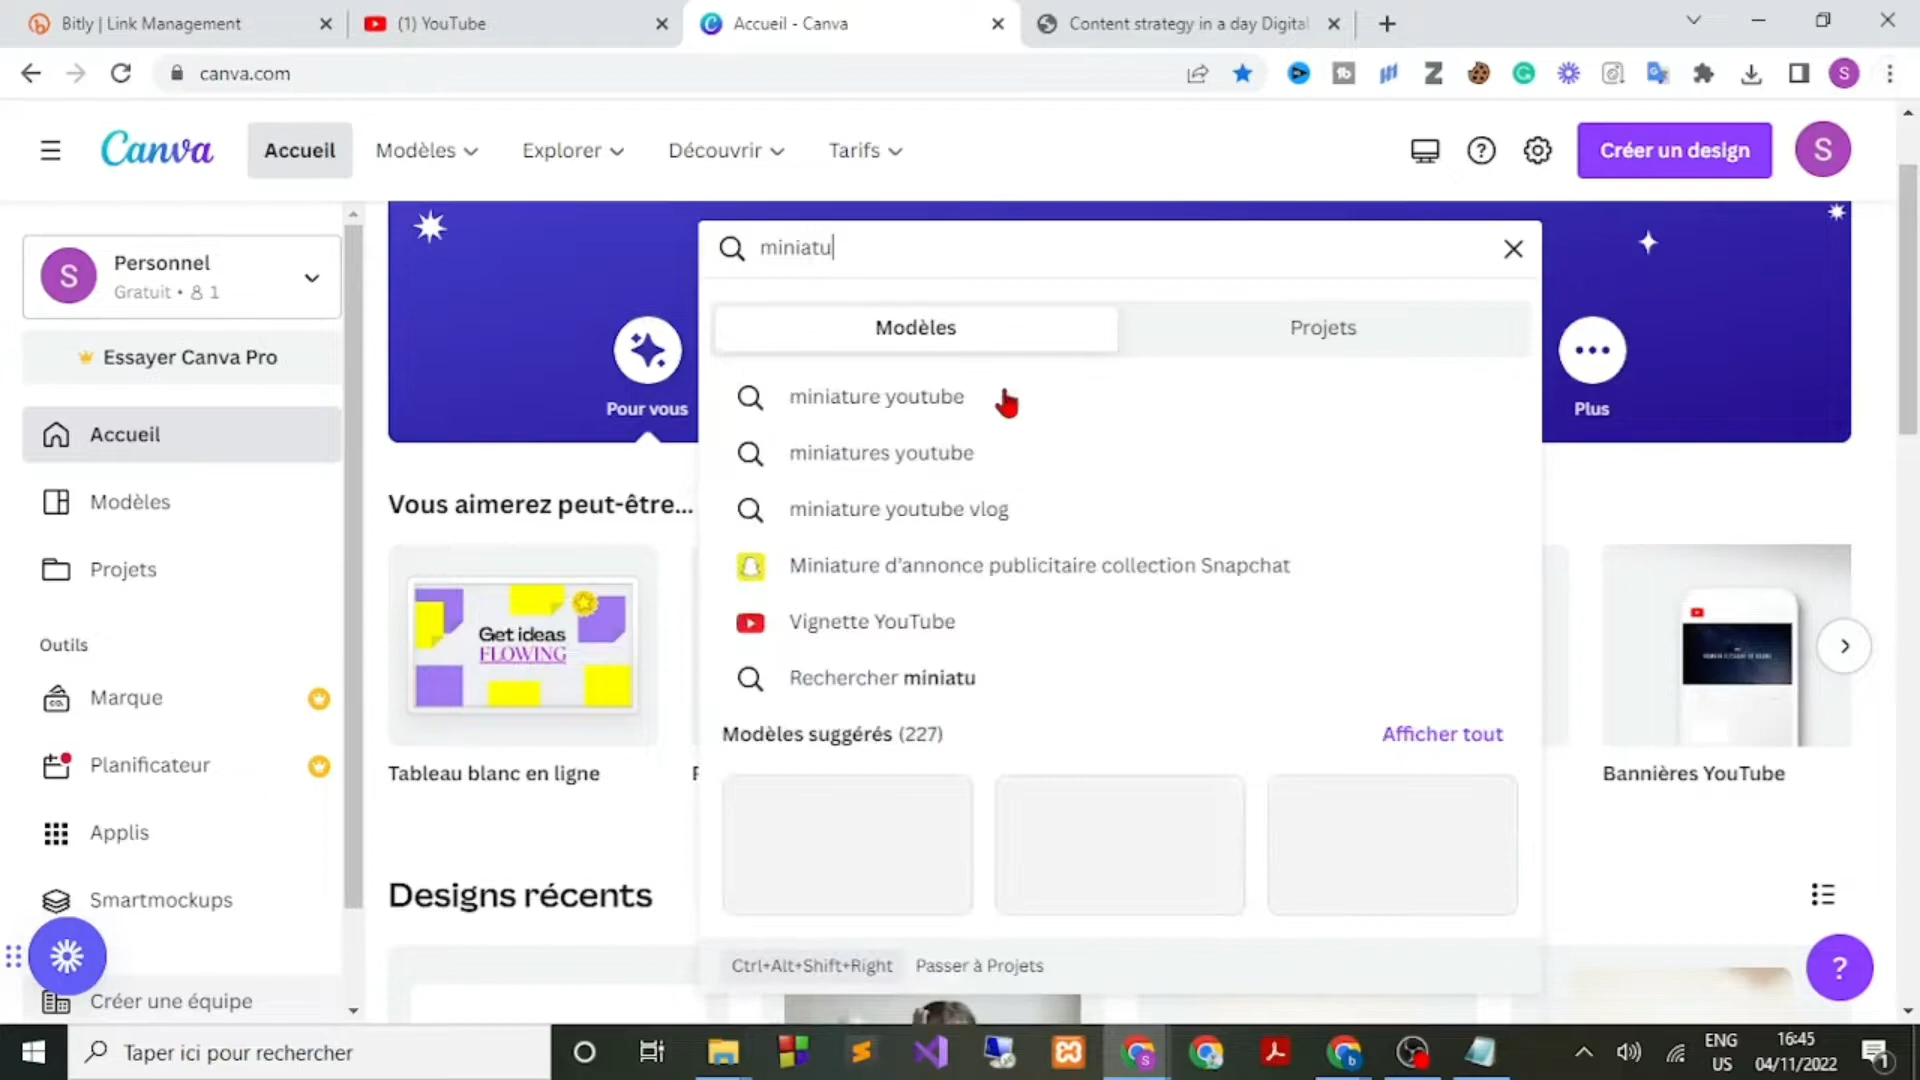 Bitly | Link Management
(1) YouTube
Accueil - Canva
Content strategy in a day Digital
canva.com
S
Canva
Accueil
Modèles
Explorer
Découvrir
Tarifs
Créer un design
S
S
Personnel
Gratuit • 1
Essayer Canva Pro
Accueil
Modèles
Projets
Outils
Marque
Planificateur
Applis
Smartmockups
Créer une équipe
miniatu
Modèles
Projets
miniature youtube
miniatures youtube
miniature youtube vlog
Miniature d'annonce publicitaire collection Snapchat
Vignette YouTube
Rechercher miniatu
Modèles suggérés (227)
Afficher tout
Ctrl+Alt+Shift+Right
Passer à Projets
Pour vous
Plus
Vous aimerez peut-être...
Get ideas
FLOWING
Tableau blanc en ligne
Bannières YouTube
Designs récents
?
Taper ici pour rechercher
ENG
US
16:45
04/11/2022
1